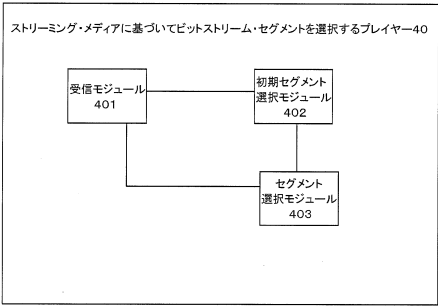 ストリーミング・メディアに基づいてビットストリーム・セグメントを選択するプレイヤー40
受信モジュール
401
初期セグメント
選択モジュール
402
セグメント
選択モジュール
403